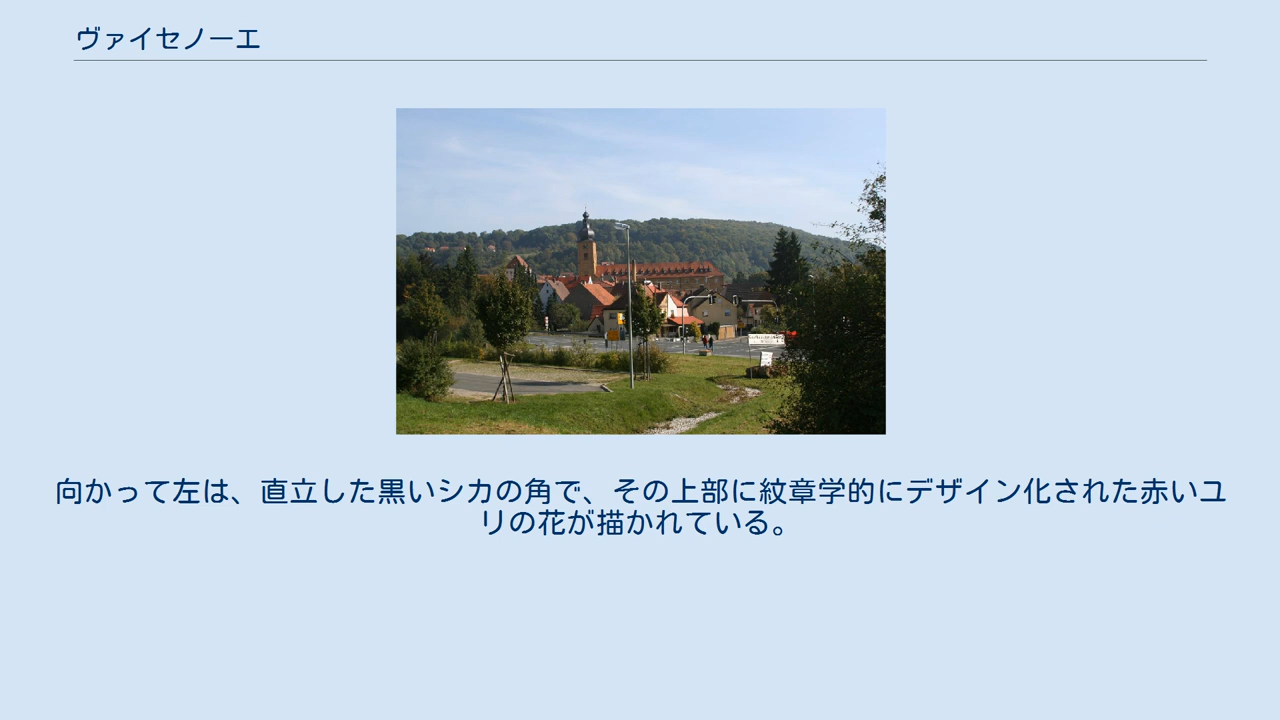 ヴァイセノーエ
向かって左は、直立した黒いシカの角で、その上部に紋章学的にデザイン化された赤いユ
リの花が描かれている。